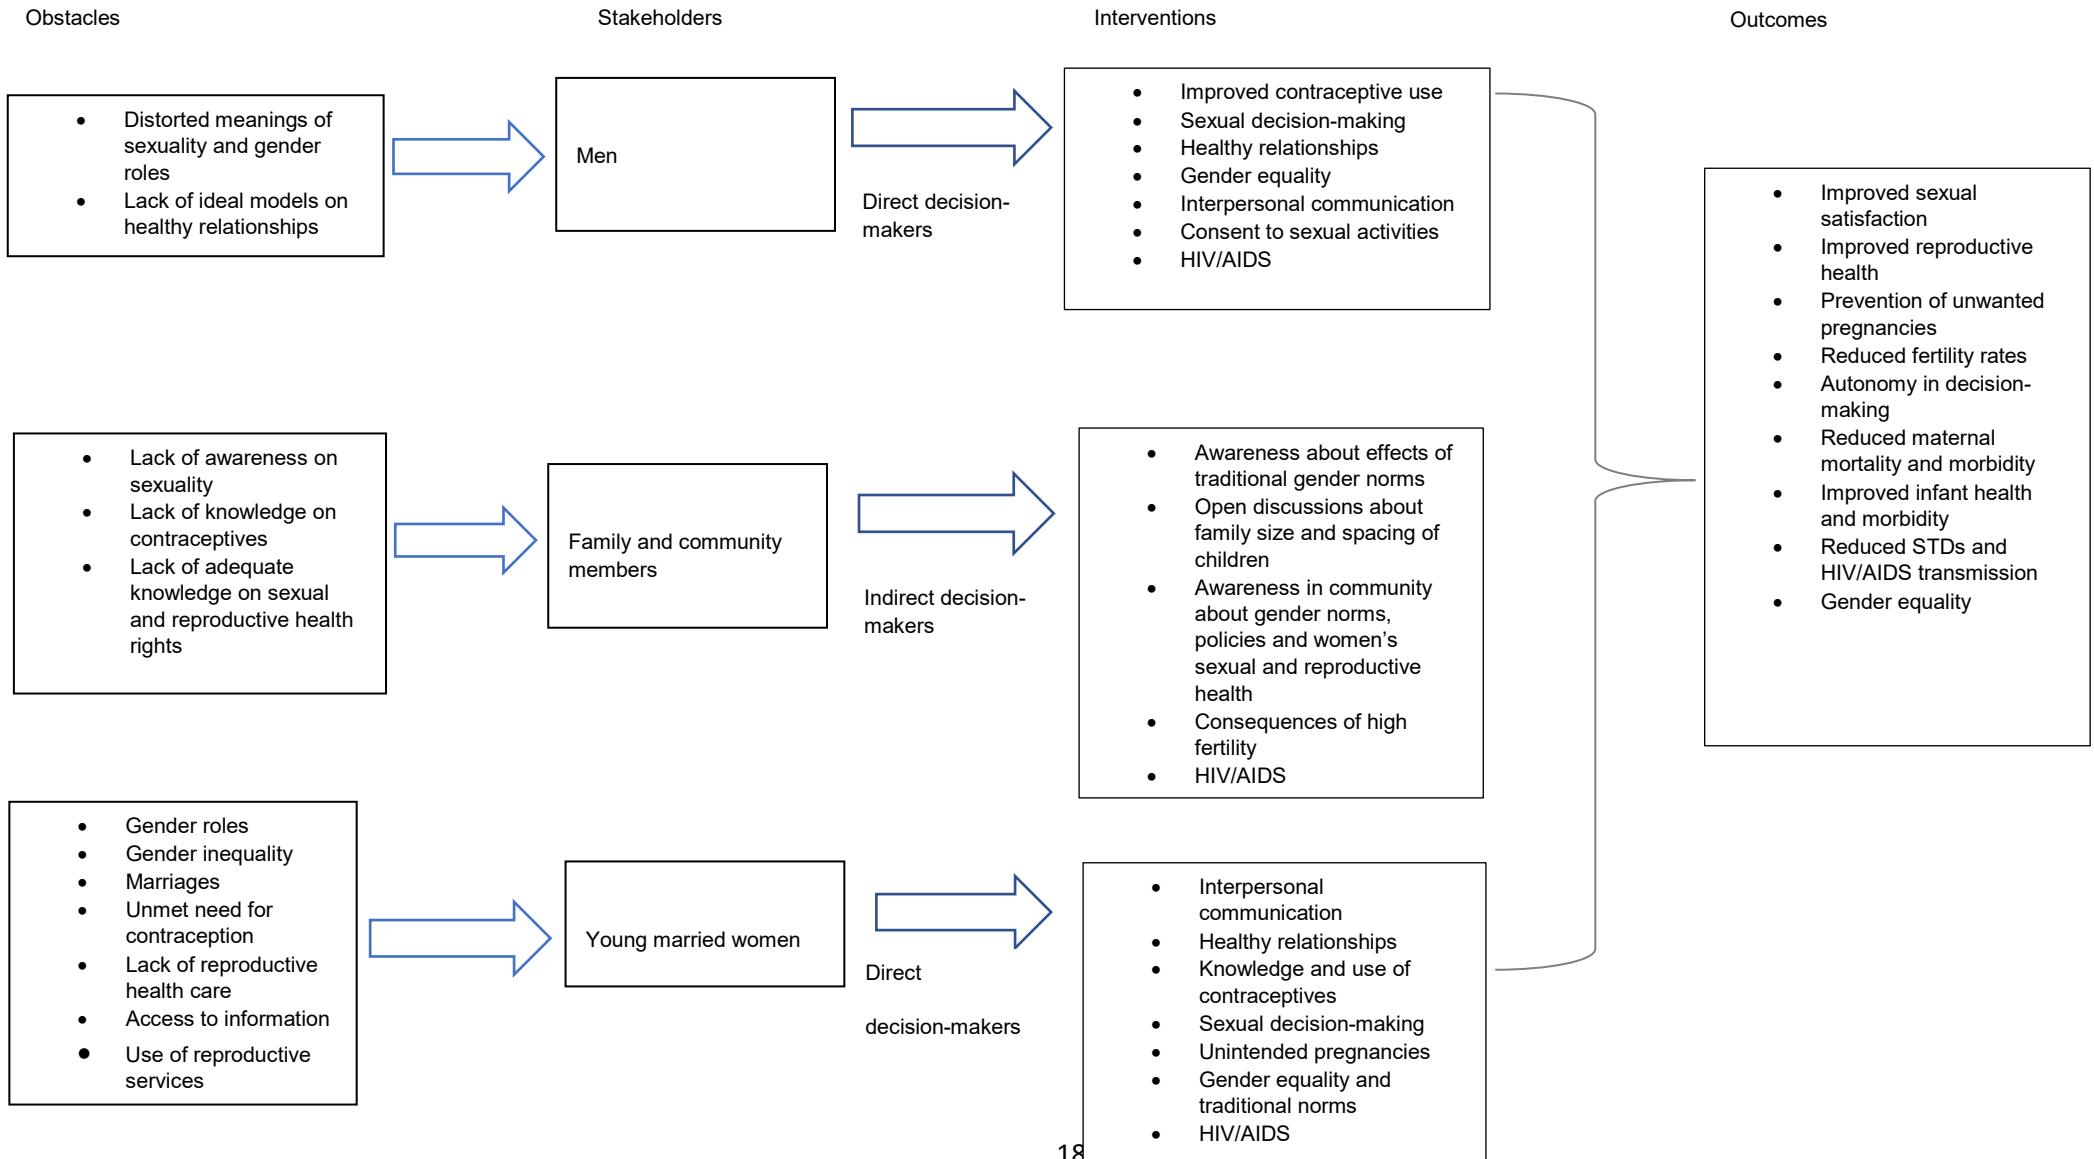 Obstacles
Stakeholders
Interventions
Outcomes
• Distorted meanings of
sexuality and gender
roles
• Lack of ideal models on
healthy relationships
Men
Direct decision-
makers
• Improved contraceptive use
• Sexual decision-making
• Healthy relationships
• Gender equality
• Interpersonal communication
• Consent to sexual activities
• HIV/AIDS
• Lack of awareness on
sexuality
• Lack of knowledge on
contraceptives
• Lack of adequate
knowledge on sexual
and reproductive health
rights
Family and community
members
Indirect decision-
makers
• Awareness about effects of
traditional gender norms
• Open discussions about
family size and spacing of
children
• Awareness in community
about gender norms,
policies and women’s
sexual and reproductive
health
• Consequences of high
fertility
• HIV/AIDS
• Gender roles
• Gender inequality
• Marriages
• Unmet need for
contraception
• Lack of reproductive
health care
• Access to information
• Use of reproductive
services
Young married women
Direct
decision-makers
• Interpersonal
communication
• Healthy relationships
• Knowledge and use of
contraceptives
• Sexual decision-making
• Unintended pregnancies
• Gender equality and
traditional norms
• HIV/AIDS
• Improved sexual
satisfaction
• Improved reproductive
health
• Prevention of unwanted
pregnancies
• Reduced fertility rates
• Autonomy in decision-
making
• Reduced maternal
mortality and morbidity
• Improved infant health
and morbidity
• Reduced STDs and
HIV/AIDS transmission
• Gender equality
18